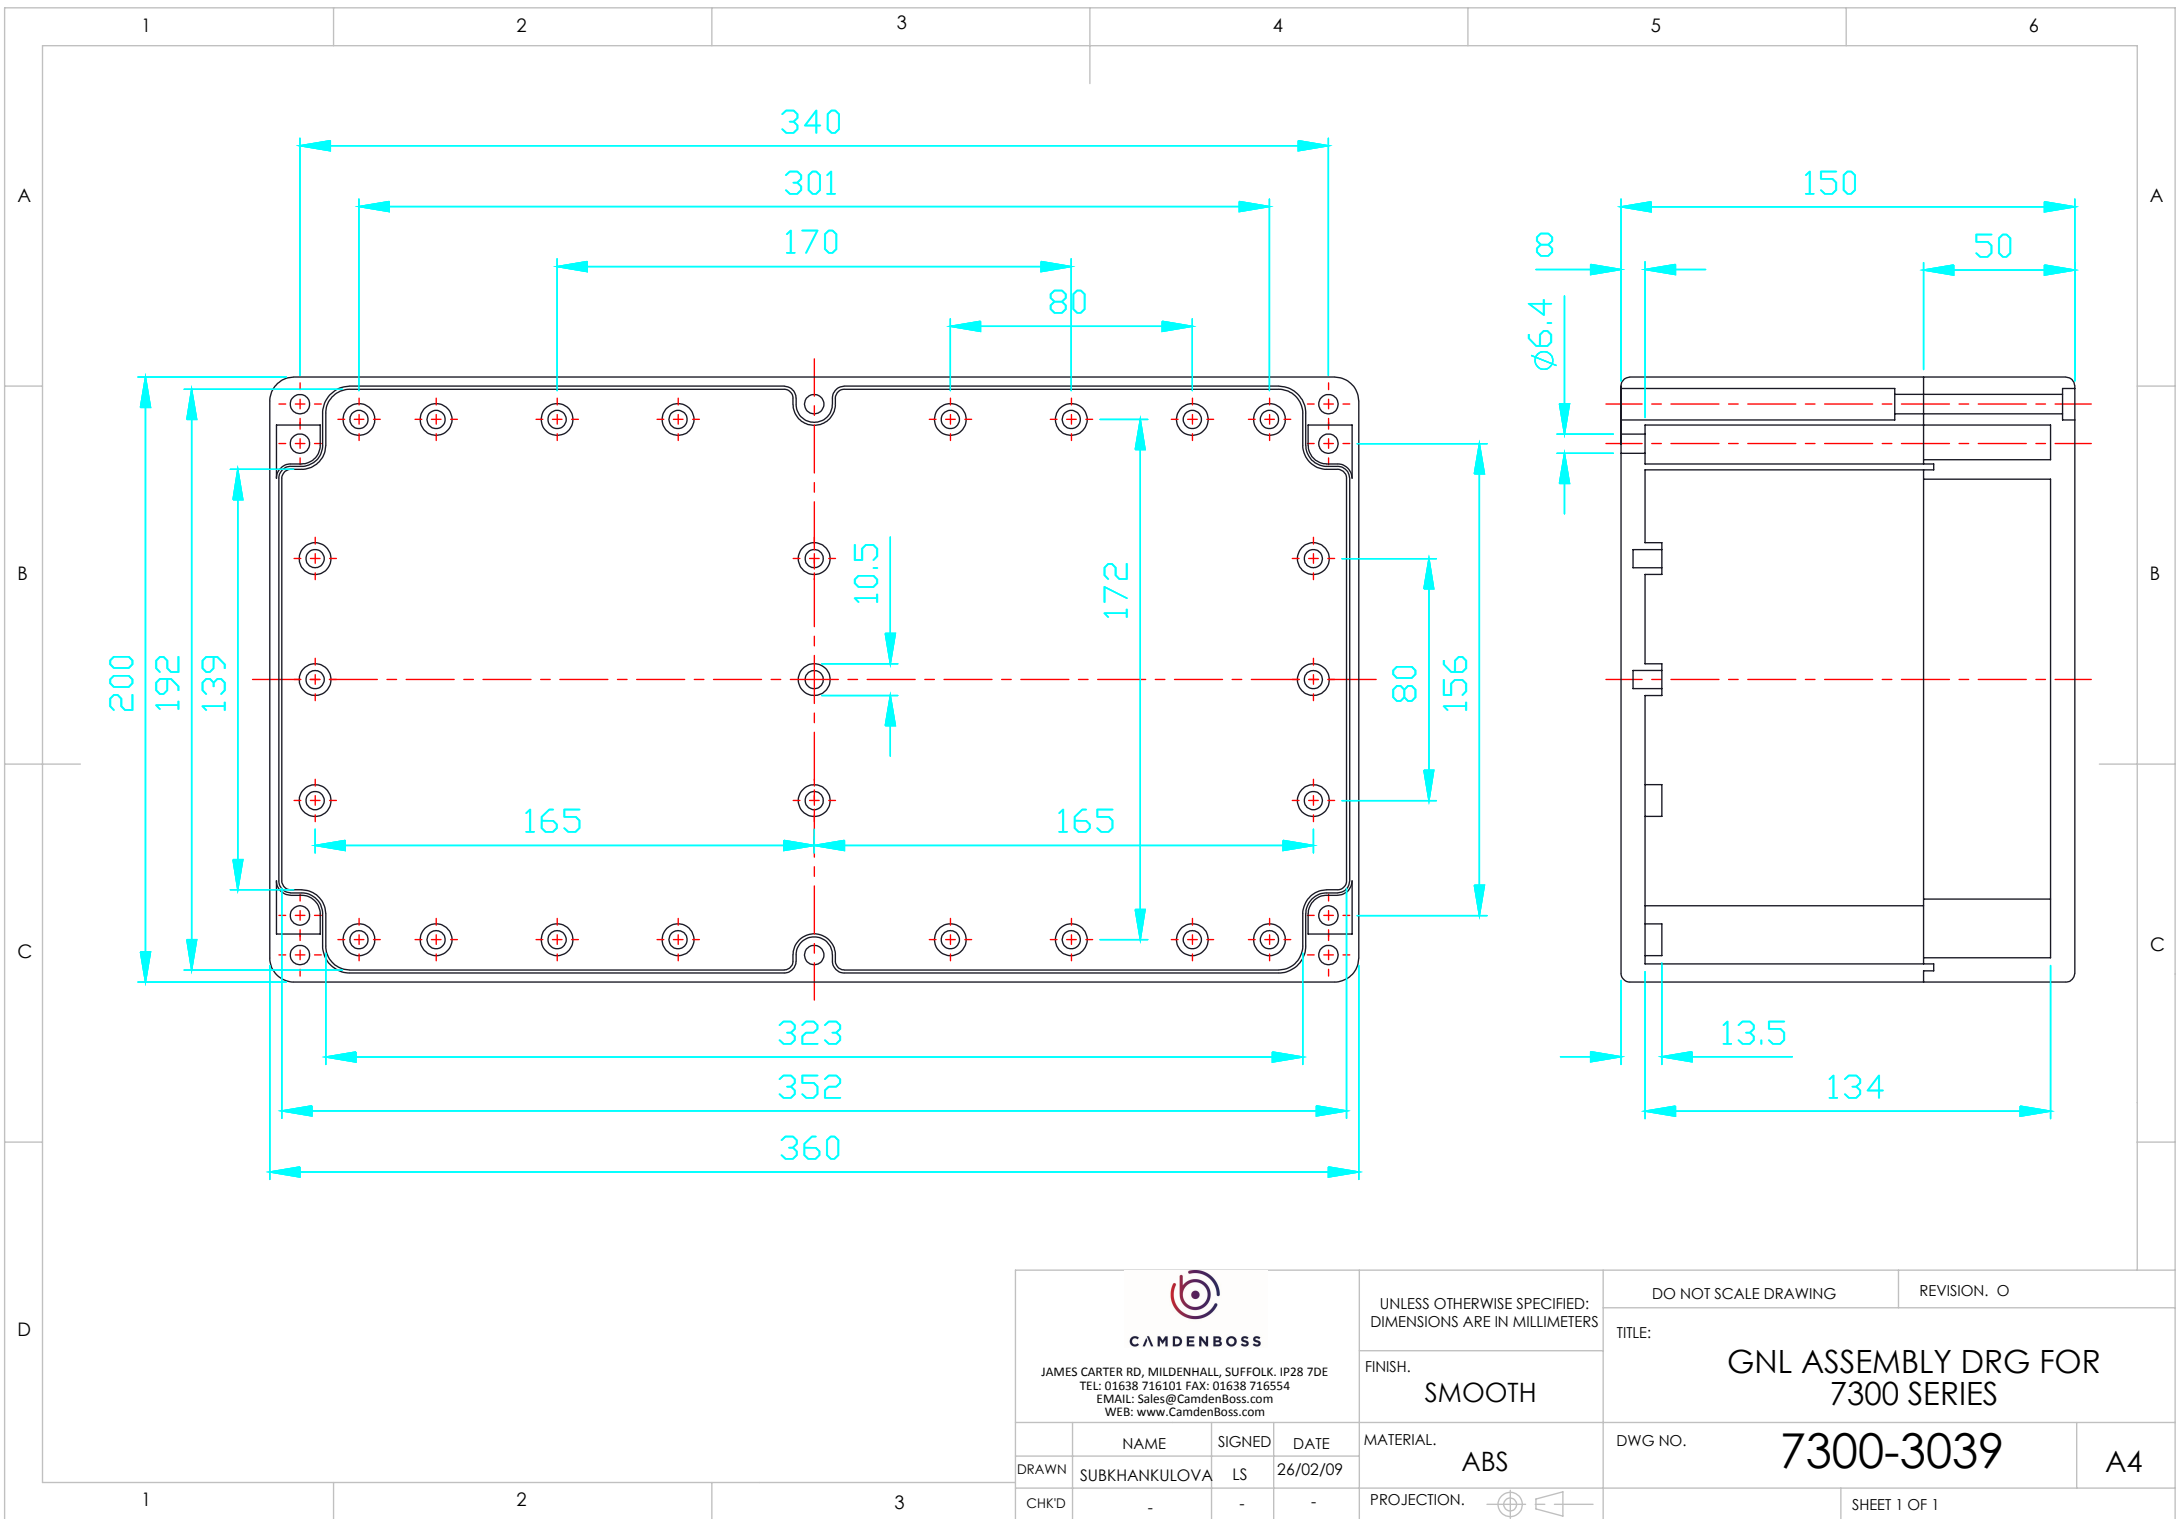 1 2 3 4 5 6
A A
B B
C C
D
340
301
170
80
200
192
139
10.5
172
80
156
165 165
323
352
360
150
8
50
ø6.4
13.5
134
CAMDENBOSS
JAMES CARTER RD, MILDENHALL, SUFFOLK. IP28 7DE
TEL: 01638 716101 FAX: 01638 716554
EMAIL: Sales@CamdenBoss.com
WEB: www.CamdenBoss.com
NAME SIGNED DATE
DRAWN SUBKHANKULOVA LS 26/02/09
CHK'D - - -
UNLESS OTHERWISE SPECIFIED:
DIMENSIONS ARE IN MILLIMETERS
FINISH.
SMOOTH
MATERIAL.
ABS
PROJECTION.
DO NOT SCALE DRAWING
REVISION. O
TITLE:
GNL ASSEMBLY DRG FOR
7300 SERIES
DWG NO.
7300-3039
A4
SHEET 1 OF 1
1 2 3